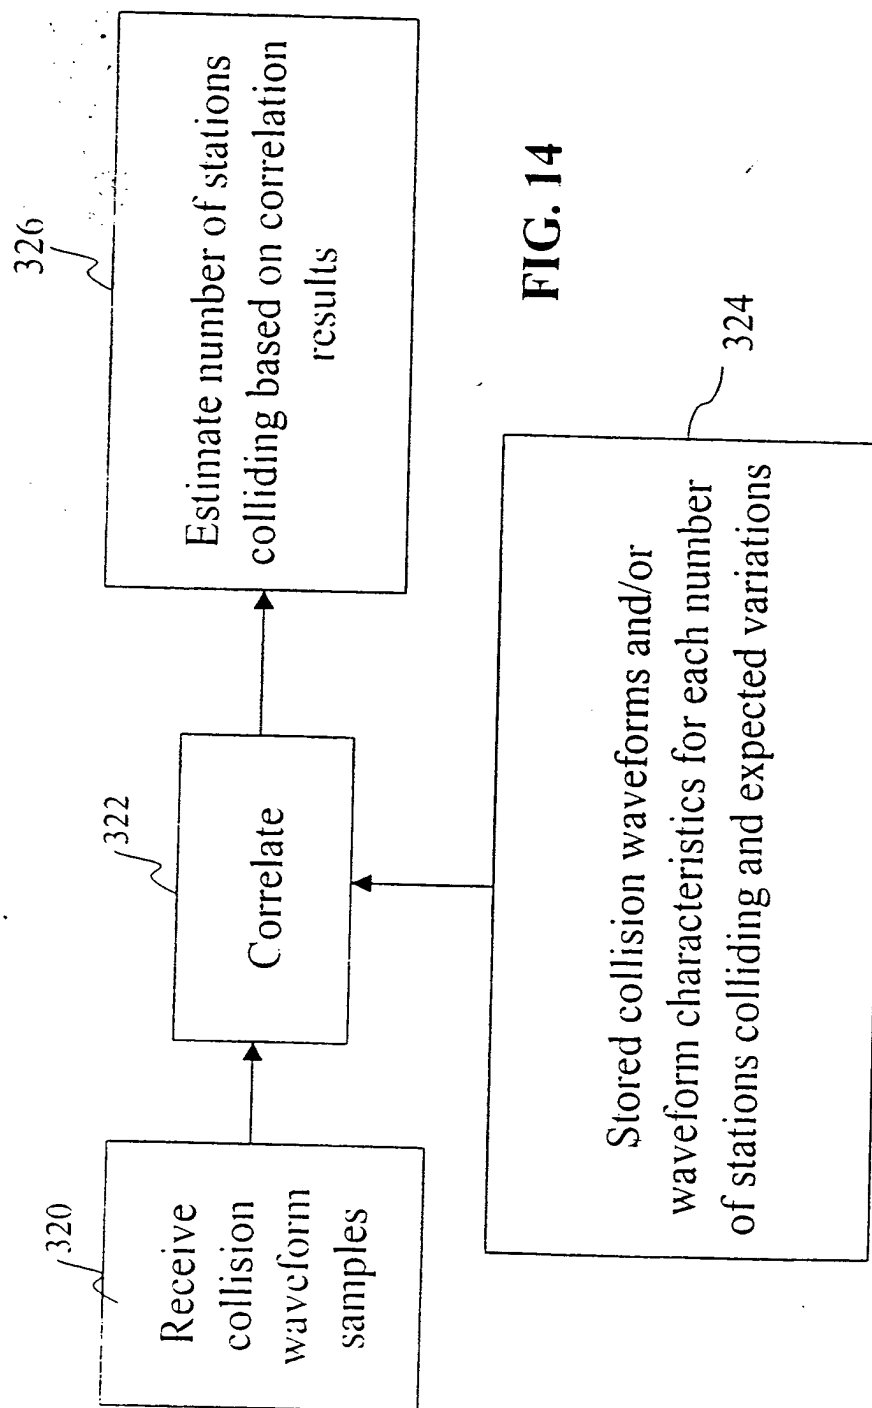 320
Receive
collision
waveform
samples
322
Correlate
326
Estimate number of stations
colliding based on correlation
results
324
Stored collision waveforms and/or
waveform characteristics for each number
of stations colliding and expected variations
FIG. 14